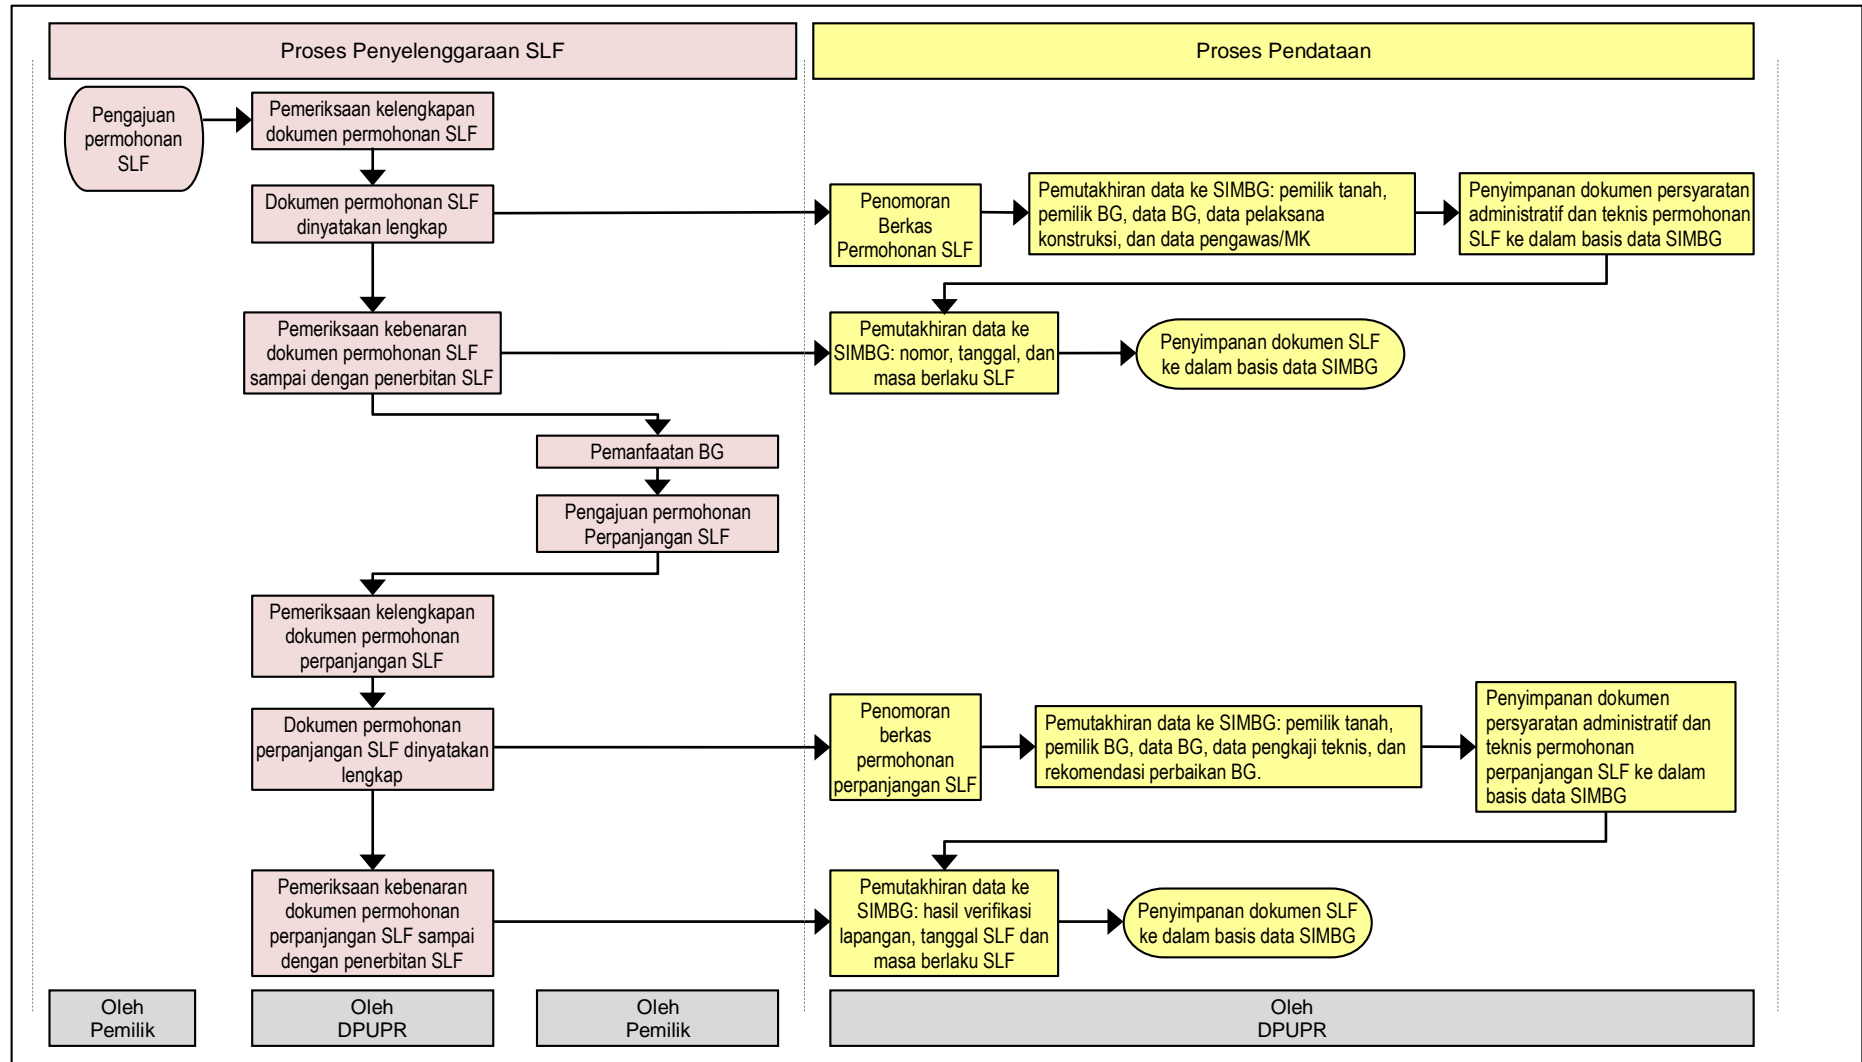 Proses Penyelenggaraan SLF
Proses Pendataan
Pengajuan
permohonan
SLF
Pemeriksaan kelengkapan
dokumen permohonan SLF
Dokumen permohonan SLF
dinyatakan lengkap
Penomoran
Berkas
Permohonan SLF
Pemutakhiran data ke SIMBG: pemilik tanah,
pemilik BG, data BG, data pelaksana
konstruksi, dan data pengawas/MK
Penyimpanan dokumen persyaratan
administratif dan teknis permohonan
SLF ke dalam basis data SIMBG
Pemeriksaan kebenaran
dokumen permohonan SLF
sampai dengan penerbitan SLF
Pemutakhiran data ke
SIMBG: nomor, tanggal, dan
masa berlaku SLF
Penyimpanan dokumen SLF
ke dalam basis data SIMBG
Pemanfaatan BG
Pengajuan permohonan
Perpanjangan SLF
Pemeriksaan kelengkapan
dokumen permohonan
perpanjangan SLF
Dokumen permohonan
perpanjangan SLF dinyatakan
lengkap
Penomoran
berkas
permohonan
perpanjangan SLF
Pemutakhiran data ke SIMBG: pemilik tanah,
pemilik BG, data BG, data pengkaji teknis, dan
rekomendasi perbaikan BG.
Penyimpanan dokumen
persyaratan administratif dan
teknis permohonan
perpanjangan SLF ke dalam
basis data SIMBG
Pemeriksaan kebenaran
dokumen permohonan
perpanjangan SLF sampai
dengan penerbitan SLF
Pemutakhiran data ke
SIMBG: hasil verifikasi
lapangan, tanggal SLF dan
masa berlaku SLF
Penyimpanan dokumen SLF
ke dalam basis data SIMBG
Oleh
Pemilik
Oleh
DPUPR
Oleh
Pemilik
Oleh
DPUPR